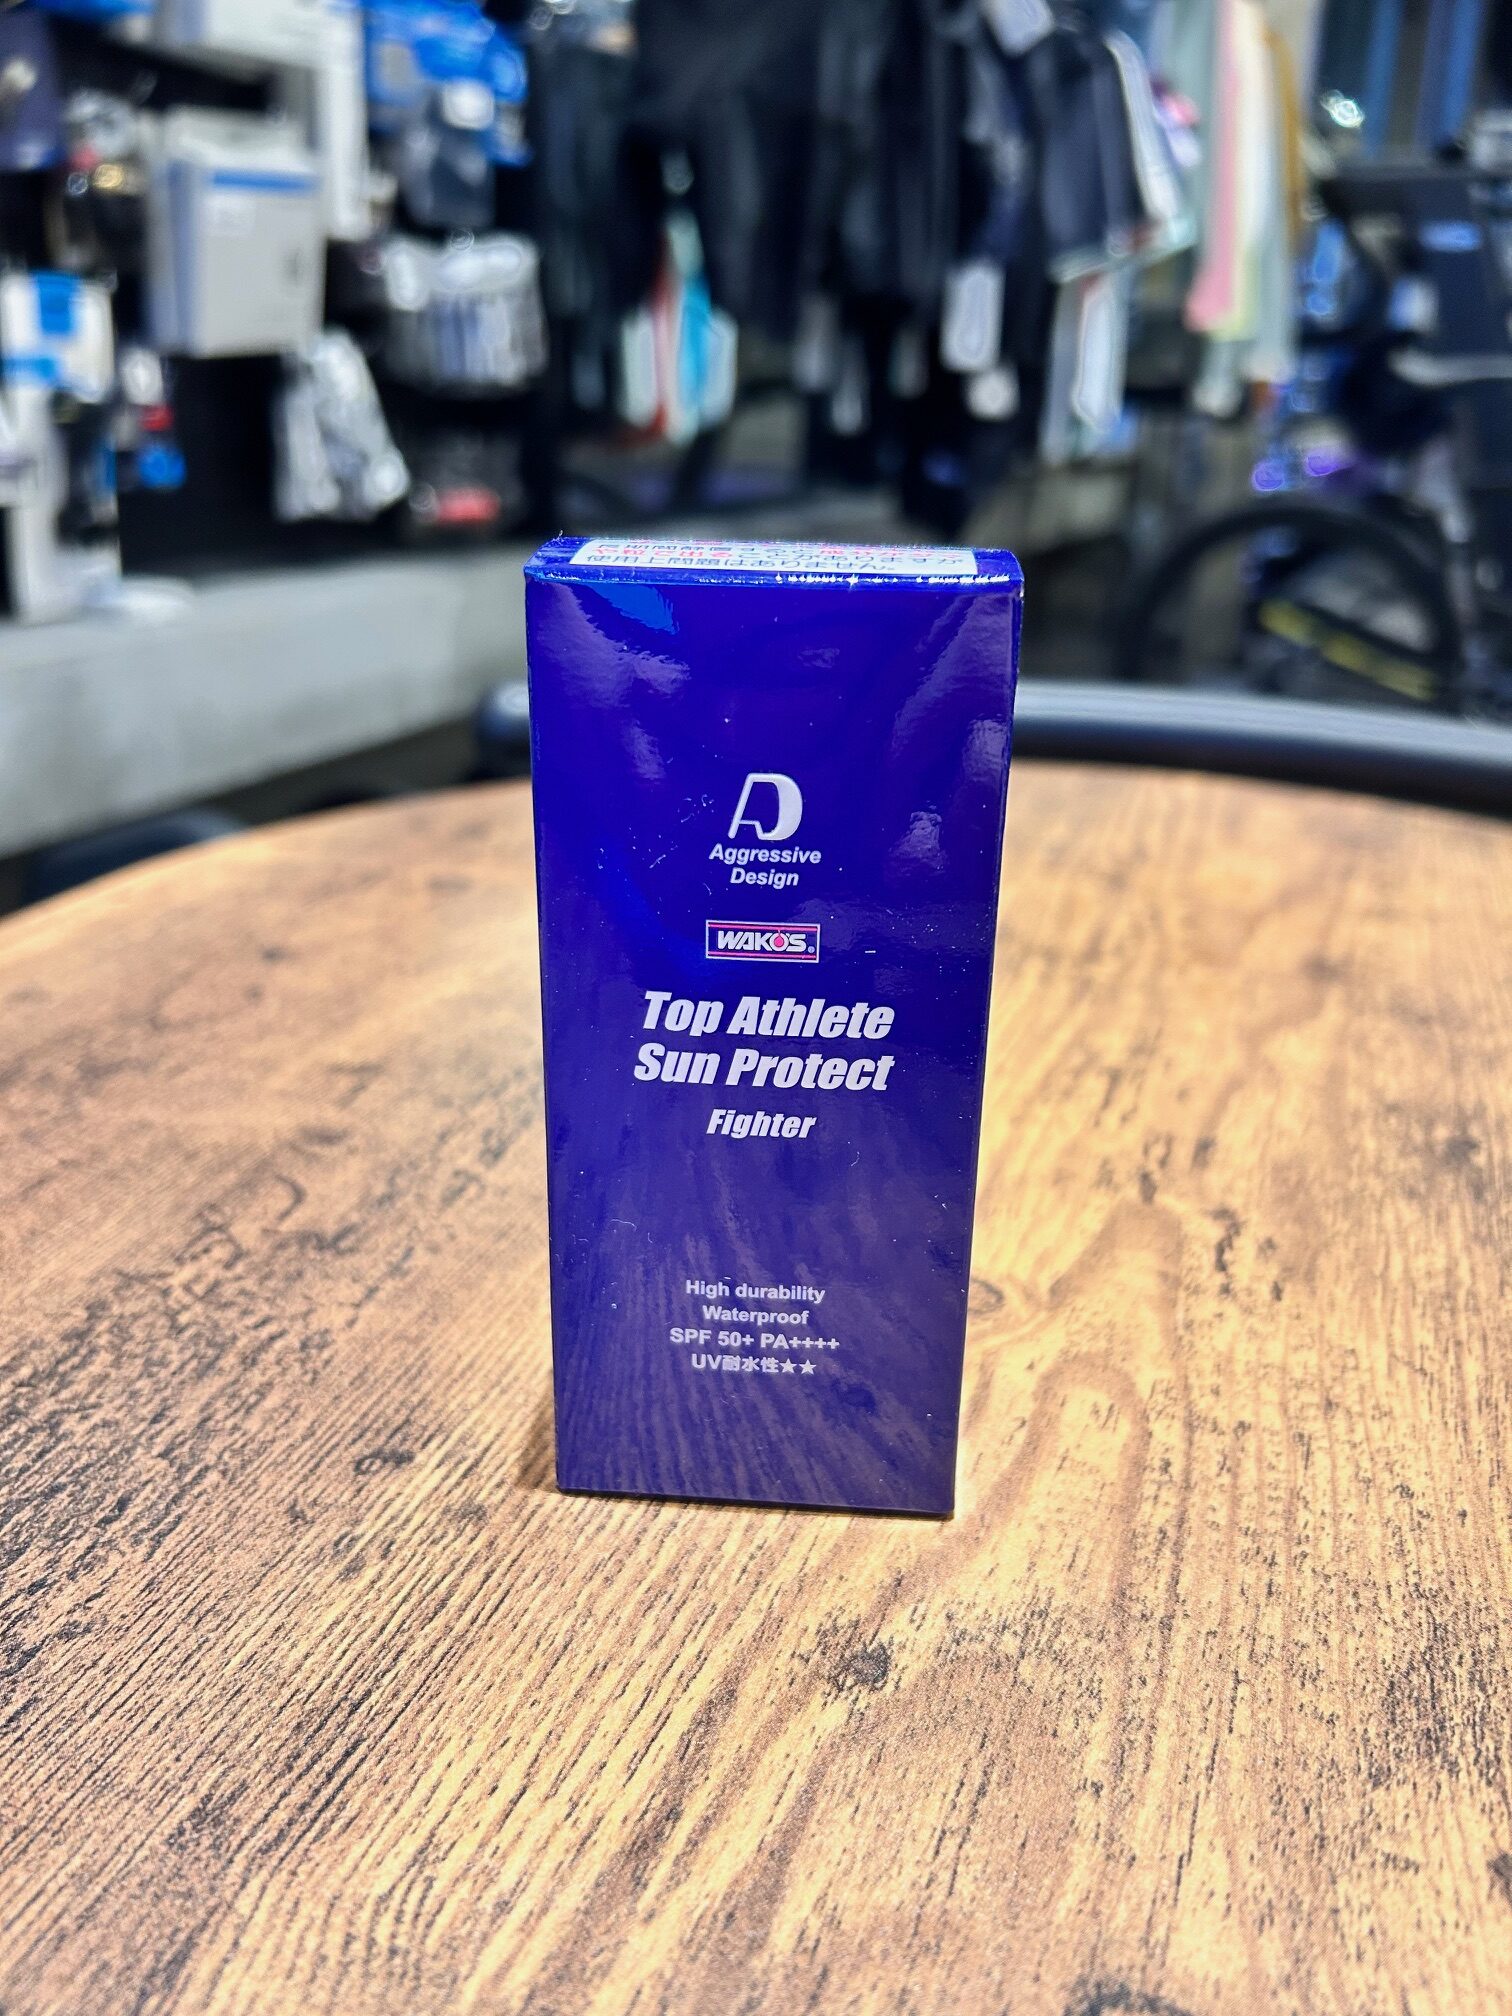 使用上問題はありません。
Aggressive
Design
WAKO'S®
Top Athlete
Sun Protect
Fighter
High durability
Waterproof
SPF 50+ PA++++
UV耐水性★★